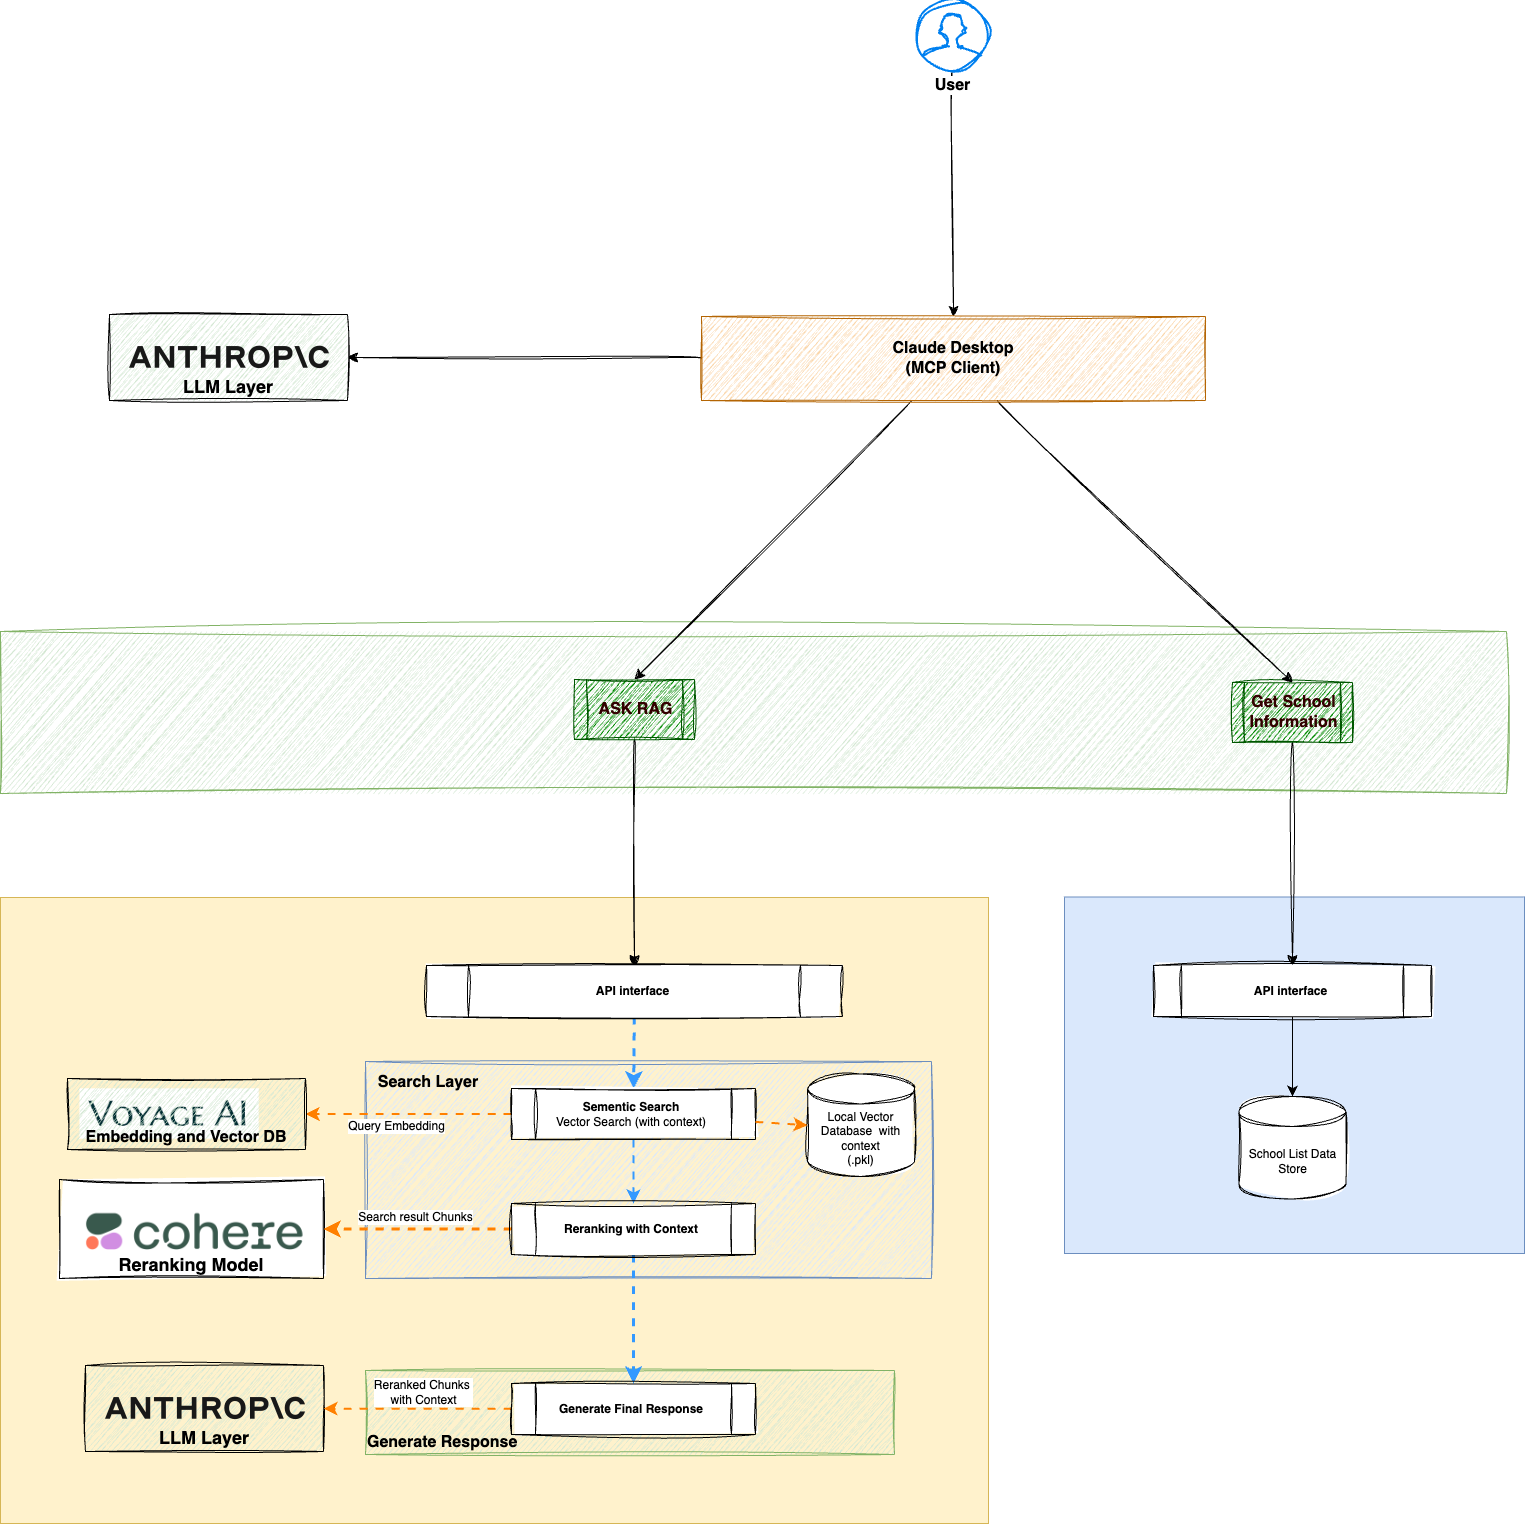 User
Claude Desktop
(MCP Client)
ANTHROP\C
LLM Layer
ASK RAG
Get School
Information
API interface
API interface
Search Layer
Sementic Search
Vector Search (with context)
Local Vector
Database with
context
(.pkl)
VOYAGE AI
Embedding and Vector DB
Query Embedding
School List Data
Store
Search result Chunks
Reranking with Context
cohere
Reranking Model
Reranked Chunks
with Context
Generate Final Response
ANTHROP\C
LLM Layer
Generate Response